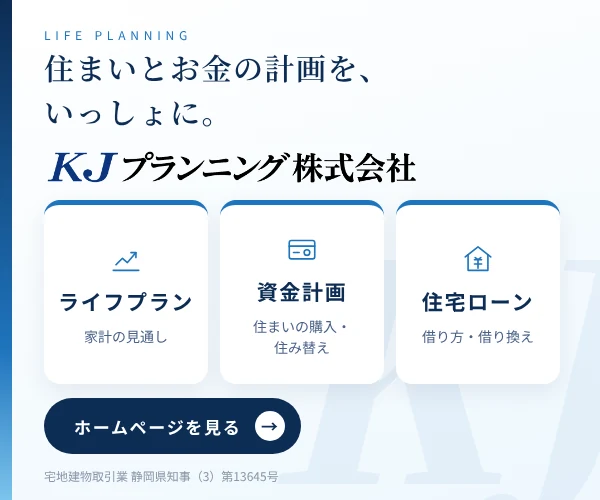 LIFE PLANNING
住まいとお金の計画を、
いっしょに。
KJプランニング株式会社
ライフプラン
家計の見通し
資金計画
住まいの購入・
住み替え
住宅ローン
借り方・借り換え
ホームページを見る →
宅地建物取引業 静岡県知事（3）第13645号